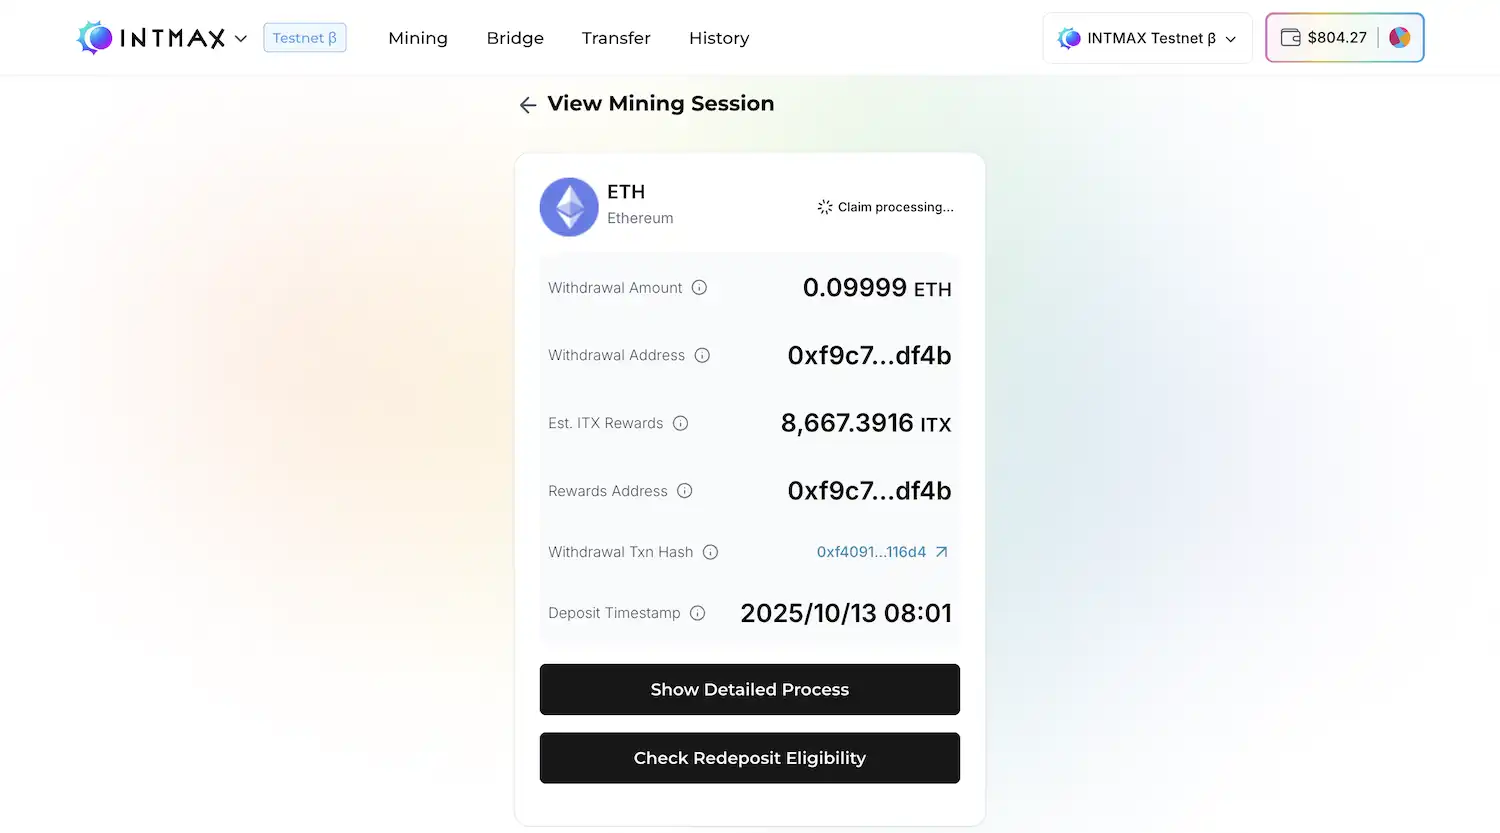 INTMAX Testnet β Mining Bridge Transfer History INTMAX Testnet β $804.27
View Mining Session
ETH
Ethereum
Claim processing...
Withdrawal Amount 0.09999 ETH
Withdrawal Address 0xf9c7...df4b
Est. ITX Rewards 8,667.3916 ITX
Rewards Address 0xf9c7...df4b
Withdrawal Txn Hash 0xf4091...116d4
Deposit Timestamp 2025/10/13 08:01
Show Detailed Process
Check Redeposit Eligibility